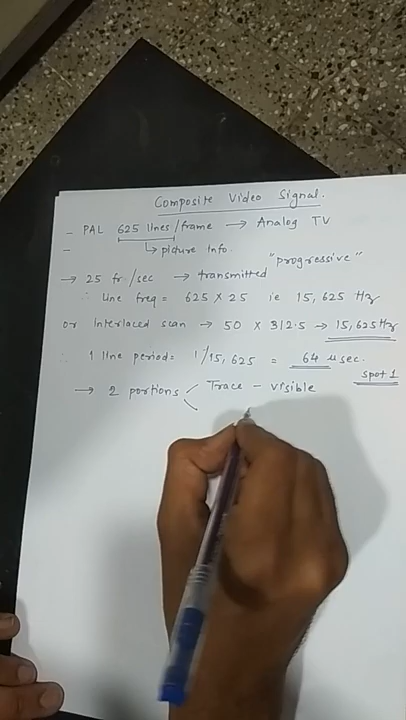 Composite Video Signal.
- PAL 625 lines/frame → Analog TV
- ↳ picture Info.
"progressive"
→ 25 fr/sec → transmitted
∴ Line freq = 625 X 25 ie 15,625 Hz
or Interlaced scan → 50 X 312.5 → 15,625 Hz
∴ 1 line period = 1/15,625 = 64 μsec.
spot 1
→ 2 portions Trace - visible